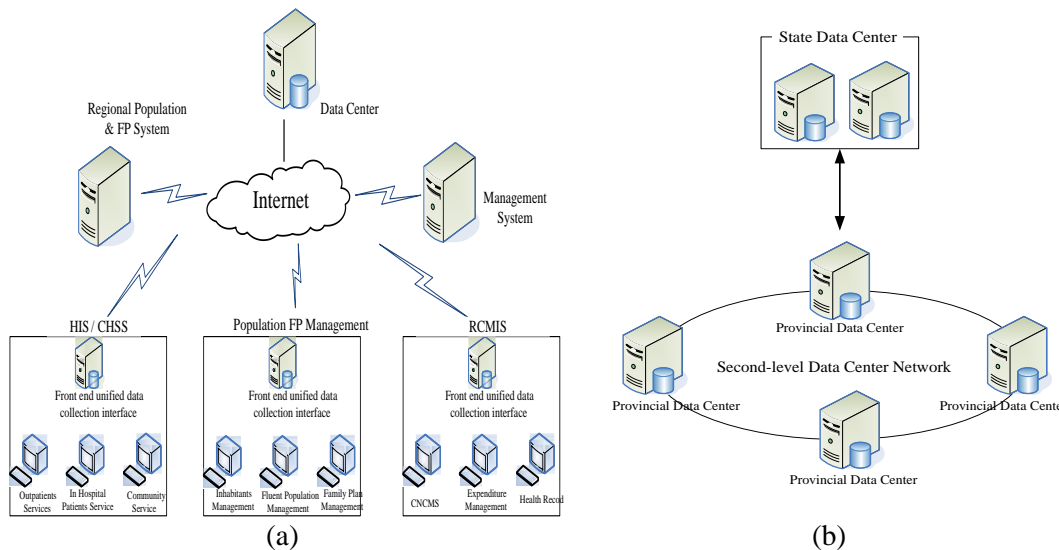 Data Center
Regional Population
& FP System
Internet
Management
System
HIS / CHSS
Front end unified data
collection interface
Outpatients
Services
In Hospital
Patients Service
Community
Service
Population FP Management
Front end unified data
collection interface
Inhabitants
Management
Fluent Population
Management
Family Plan
Management
RCMIS
Front end unified data
collection interface
CNCMS
Expenditure
Management
Health Recod
(a)
State Data Center
Provincial Data Center
Second-level Data Center Network
Provincial Data Center
Provincial Data Center
Provincial Data Center
(b)